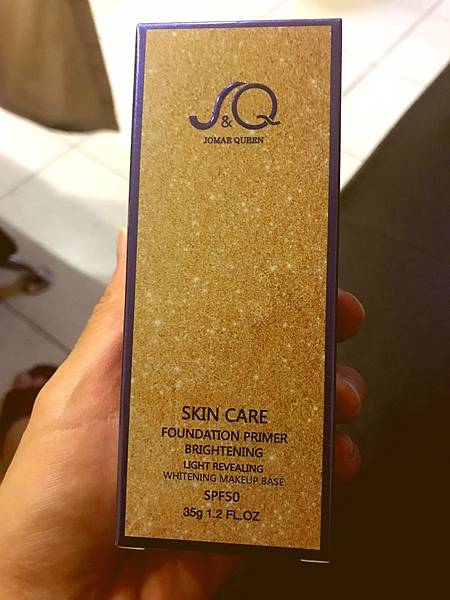 J&Q
JOMAE QUEEN
SKIN CARE
FOUNDATION PRIMER
BRIGHTENING
LIGHT REVEALING
WHITENING MAKEUP BASE
SPF50
35g 1.2 FL.OZ